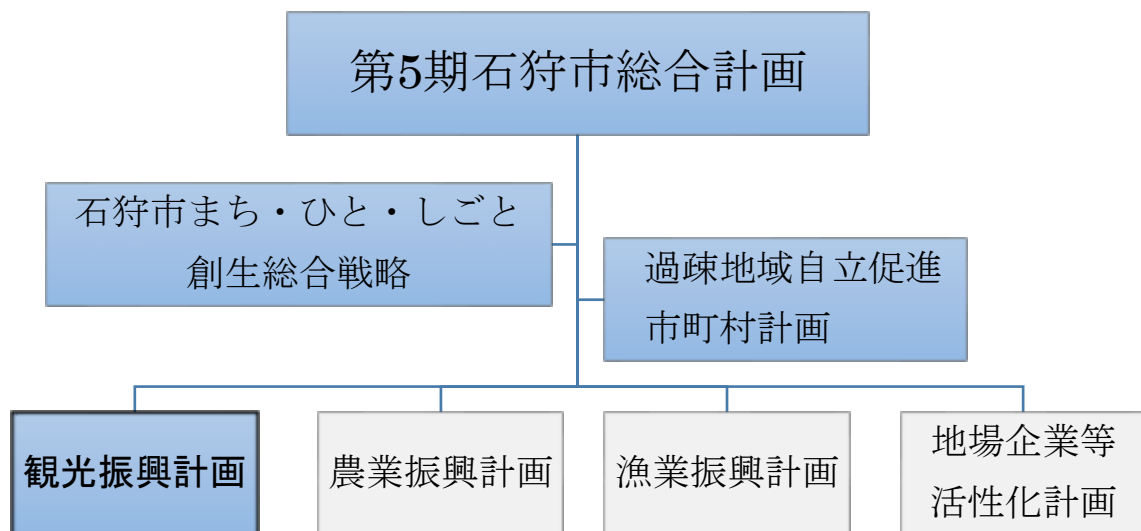 第5期石狩市総合計画
石狩市まち・ひと・しごと
創生総合戦略
過疎地域自立促進
市町村計画
観光振興計画
農業振興計画
漁業振興計画
地場企業等
活性化計画